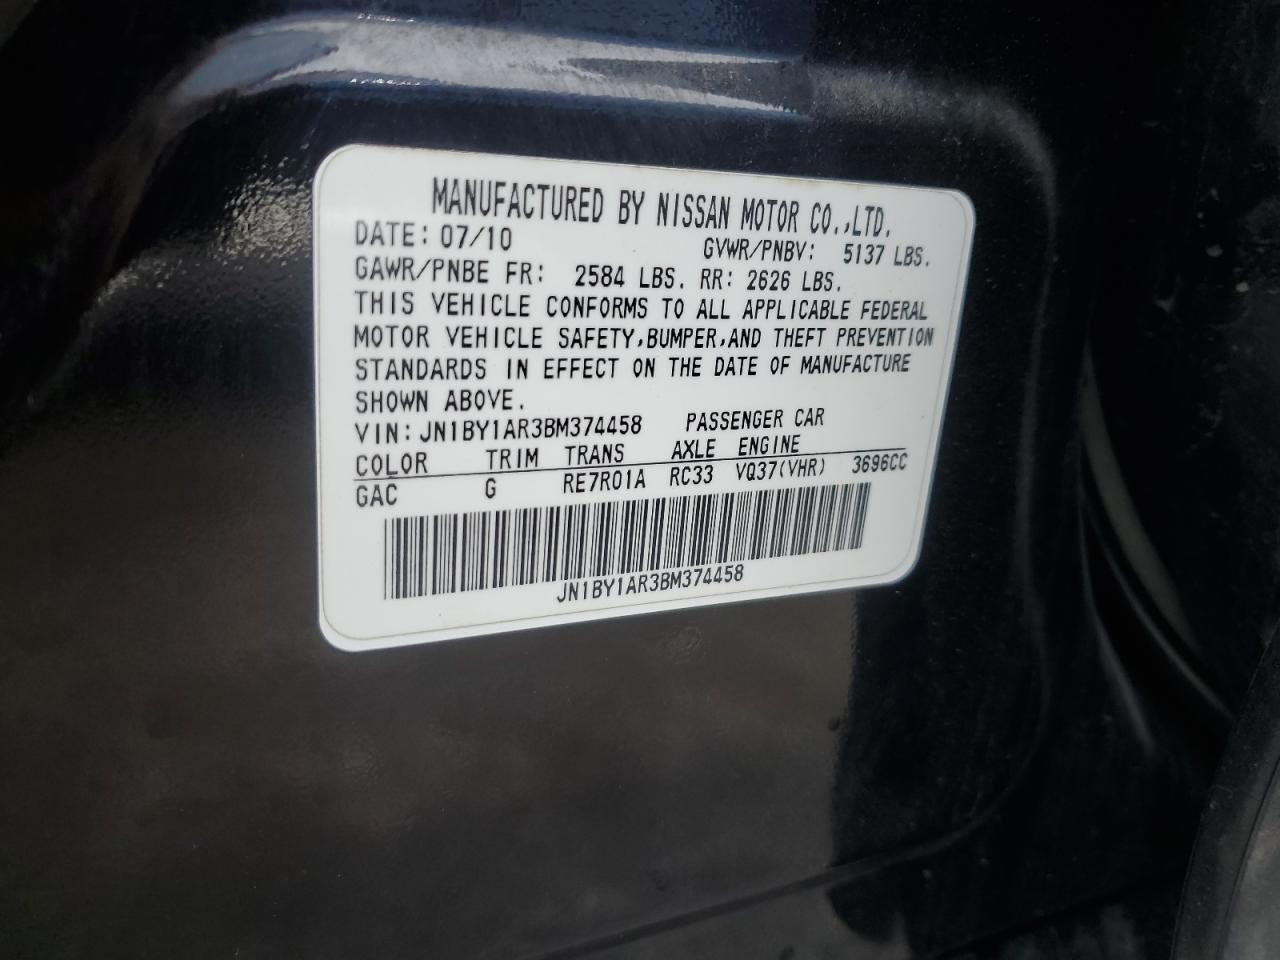 MANUFACTURED BY NISSAN MOTOR CO.,LTD.
DATE: 07/10 GVWR/PNBV: 5137 LBS.
GAWR/PNBE FR: 2584 LBS. RR: 2626 LBS.
THIS VEHICLE CONFORMS TO ALL APPLICABLE FEDERAL
MOTOR VEHICLE SAFETY,BUMPER,AND THEFT PREVENTION
STANDARDS IN EFFECT ON THE DATE OF MANUFACTURE
SHOWN ABOVE.
VIN: JN1BY1AR3BM374458 PASSENGER CAR
COLOR TRIM TRANS AXLE ENGINE
GAC G RE7R01A RC33 VQ37(VHR) 3696CC
JN1BY1AR3BM374458